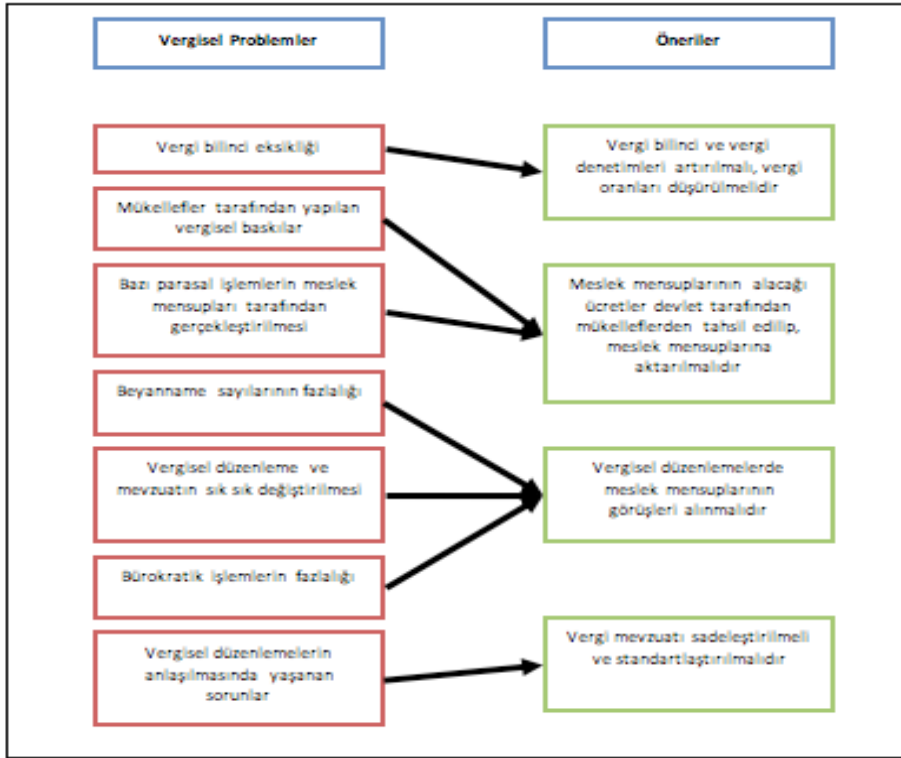 Vergisel Problemler
Öneriler
Vergi bilinci eksikliği
Vergi bilinci ve vergi
denetimleri artırılmalı, vergi
oranları düşürülmelidir
Mükellefler tarafından yapılan
vergisel baskılar
Bazı parasal işlemlerin meslek
mensupları tarafından
gerçekleştirilmesi
Meslek mensuplarının alacağı
ücretler devlet tarafından
mükelleflerden tahsil edilip,
meslek mensuplarına
aktarılmalıdır
Beyanname sayılarının fazlalığı
Vergisel düzenleme ve
mevzuatın sık sık değiştirilmesi
Vergisel düzenlemelerde
meslek mensuplarının
görüşleri alınmalıdır
Bürokratik işlemlerin fazlalığı
Vergisel düzenlemelerin
anlaşılmasında yaşanan
sorunlar
Vergi mevzuatı sadeleştirilmeli
ve standartlaştırılmalıdır